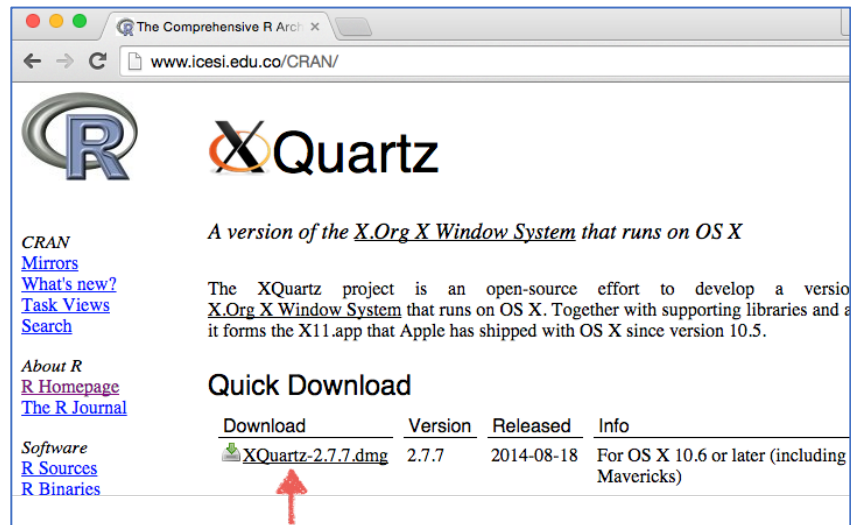 The Comprehensive R Arch
www.icesi.edu.co/CRAN/
R
XQuartz
A version of the X.Org X Window System that runs on OS X
The XQuartz project is an open-source effort to develop a versio
X.Org X Window System that runs on OS X. Together with supporting libraries and a
it forms the X11.app that Apple has shipped with OS X since version 10.5.
CRAN
Mirrors
What's new?
Task Views
Search
About R
R Homepage
The R Journal
Software
R Sources
R Binaries
Quick Download
Download Version Released Info
XQuartz-2.7.7.dmg 2.7.7 2014-08-18 For OS X 10.6 or later (including
Mavericks)